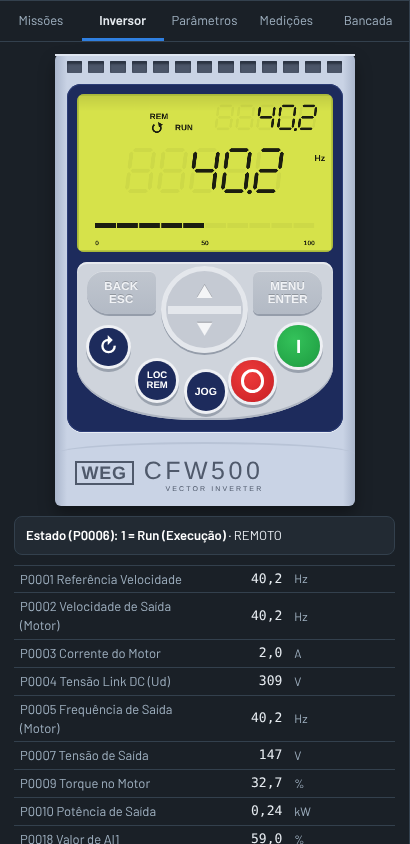 Missões Inversor Parâmetros Medições Bancada
40.2
REM
RUN
40.2 Hz
0 50 100
BACK
ESC
MENU
ENTER
I
LOC
REM
JOG
O
WEG CFW500
VECTOR INVERTER
Estado (P0006): 1 = Run (Execução) · REMOTO
P0001 Referência Velocidade 40,2 Hz
P0002 Velocidade de Saída
(Motor) 40,2 Hz
P0003 Corrente do Motor 2,0 A
P0004 Tensão Link DC (Ud) 309 V
P0005 Frequência de Saída
(Motor) 40,2 Hz
P0007 Tensão de Saída 147 V
P0009 Torque no Motor 32,7 %
P0010 Potência de Saída 0,24 kW
P0018 Valor de AI1 59,0 %